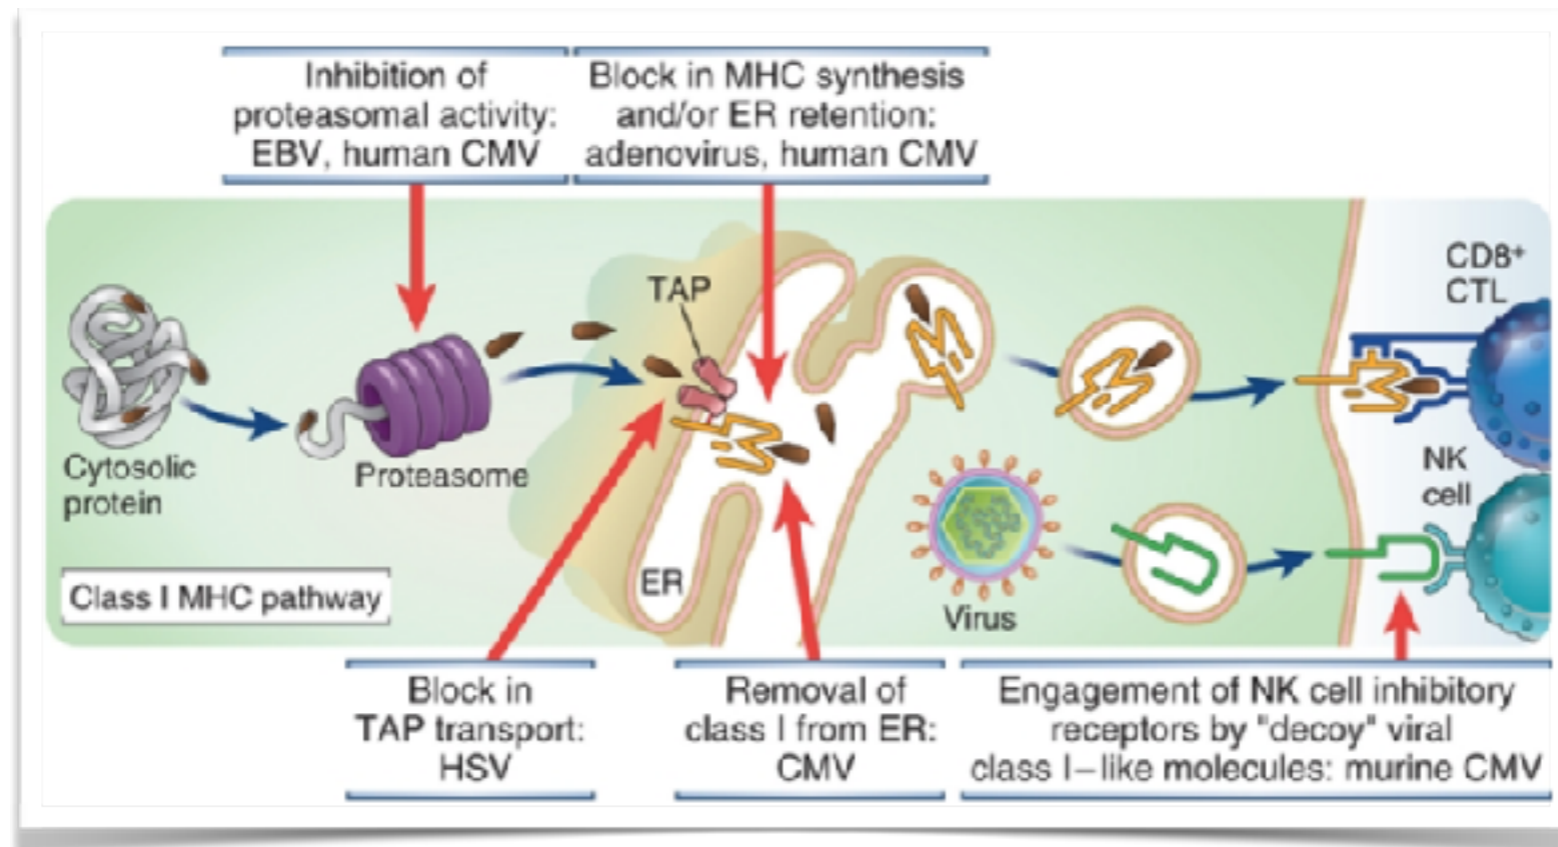 Inhibition of
proteasomal activity:
EBV, human CMV
Block in MHC synthesis
and/or ER retention:
adenovirus, human CMV
TAP
CD8+
CTL
Cytosolic
protein
Proteasome
NK
cell
Class I MHC pathway
ER
Virus
Block in
TAP transport:
HSV
Removal of
class I from ER:
CMV
Engagement of NK cell inhibitory
receptors by "decoy" viral
class I–like molecules: murine CMV